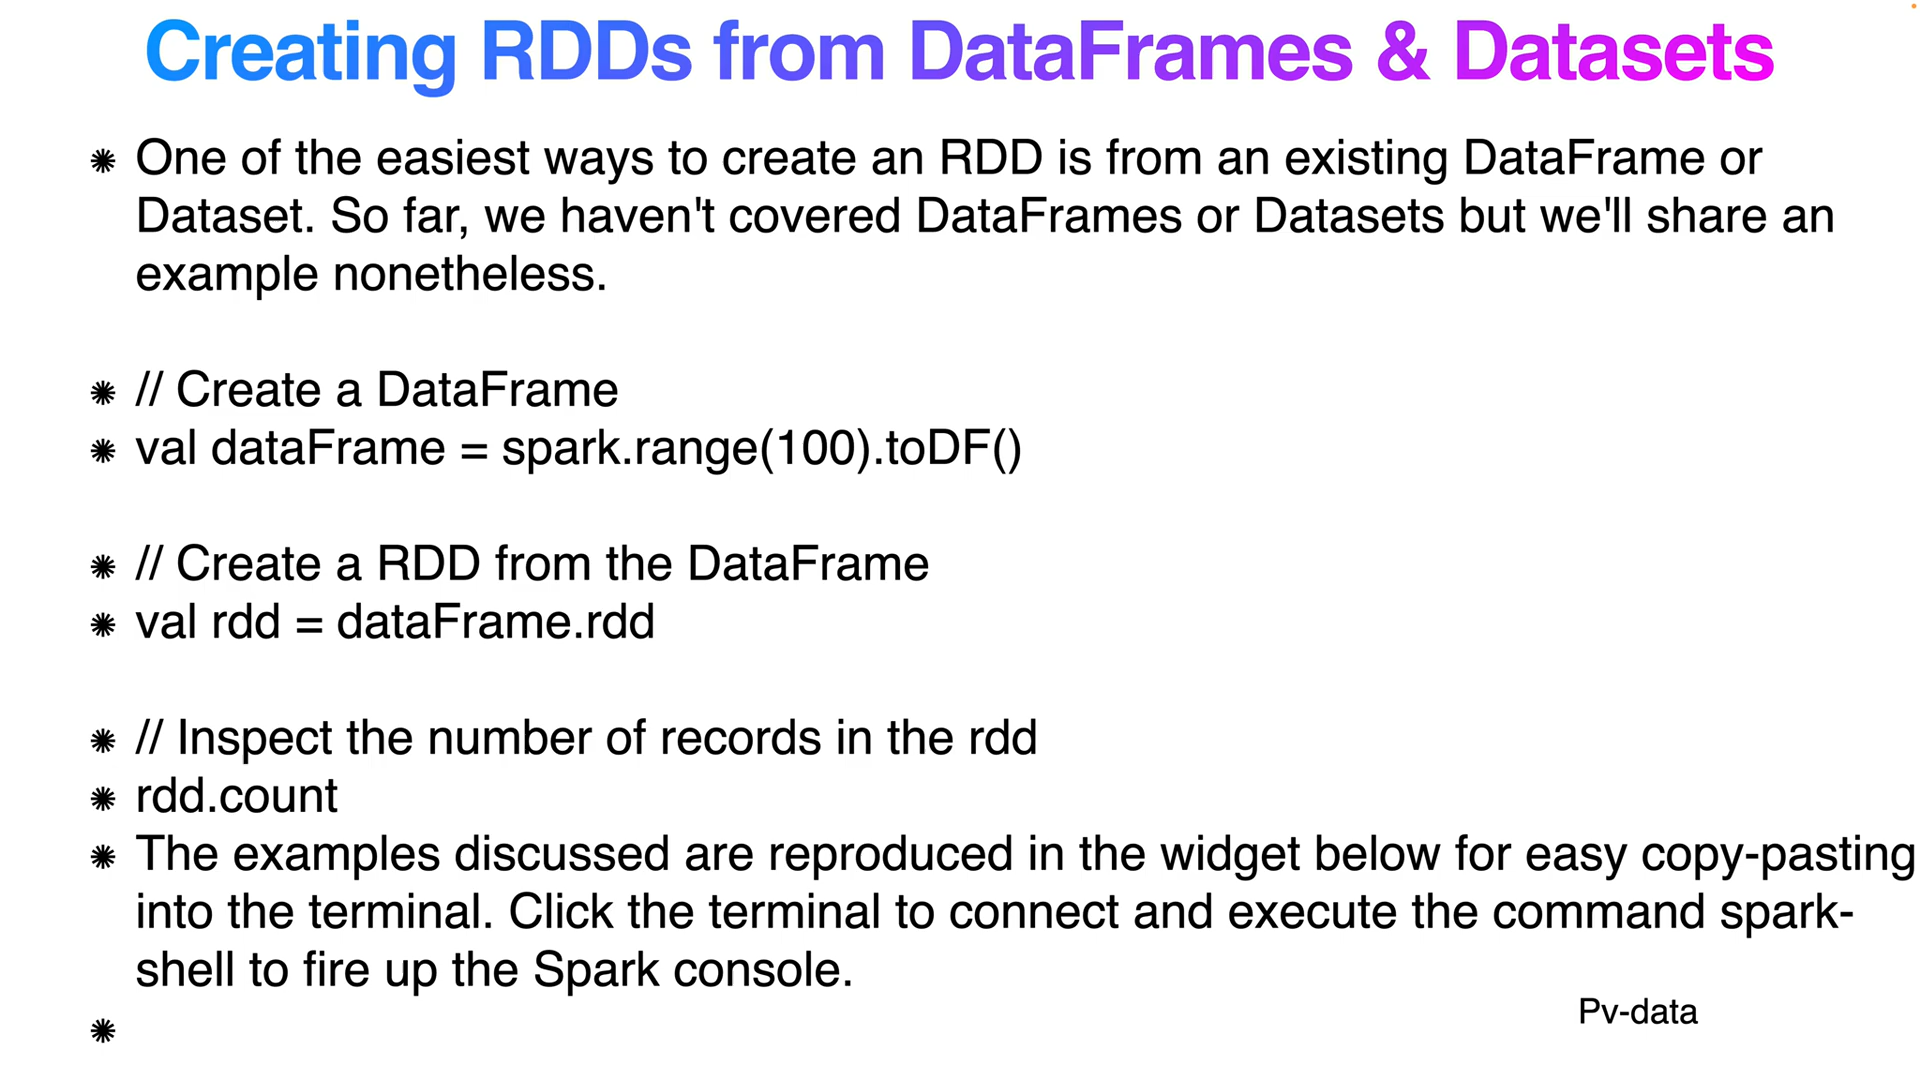 Creating RDDs from DataFrames & Datasets
One of the easiest ways to create an RDD is from an existing DataFrame or
Dataset. So far, we haven't covered DataFrames or Datasets but we'll share an
example nonetheless.
// Create a DataFrame
val dataFrame = spark.range(100).toDF()
// Create a RDD from the DataFrame
val rdd = dataFrame.rdd
// Inspect the number of records in the rdd
rdd.count
The examples discussed are reproduced in the widget below for easy copy-pasting
into the terminal. Click the terminal to connect and execute the command spark-
shell to fire up the Spark console.
Pv-data